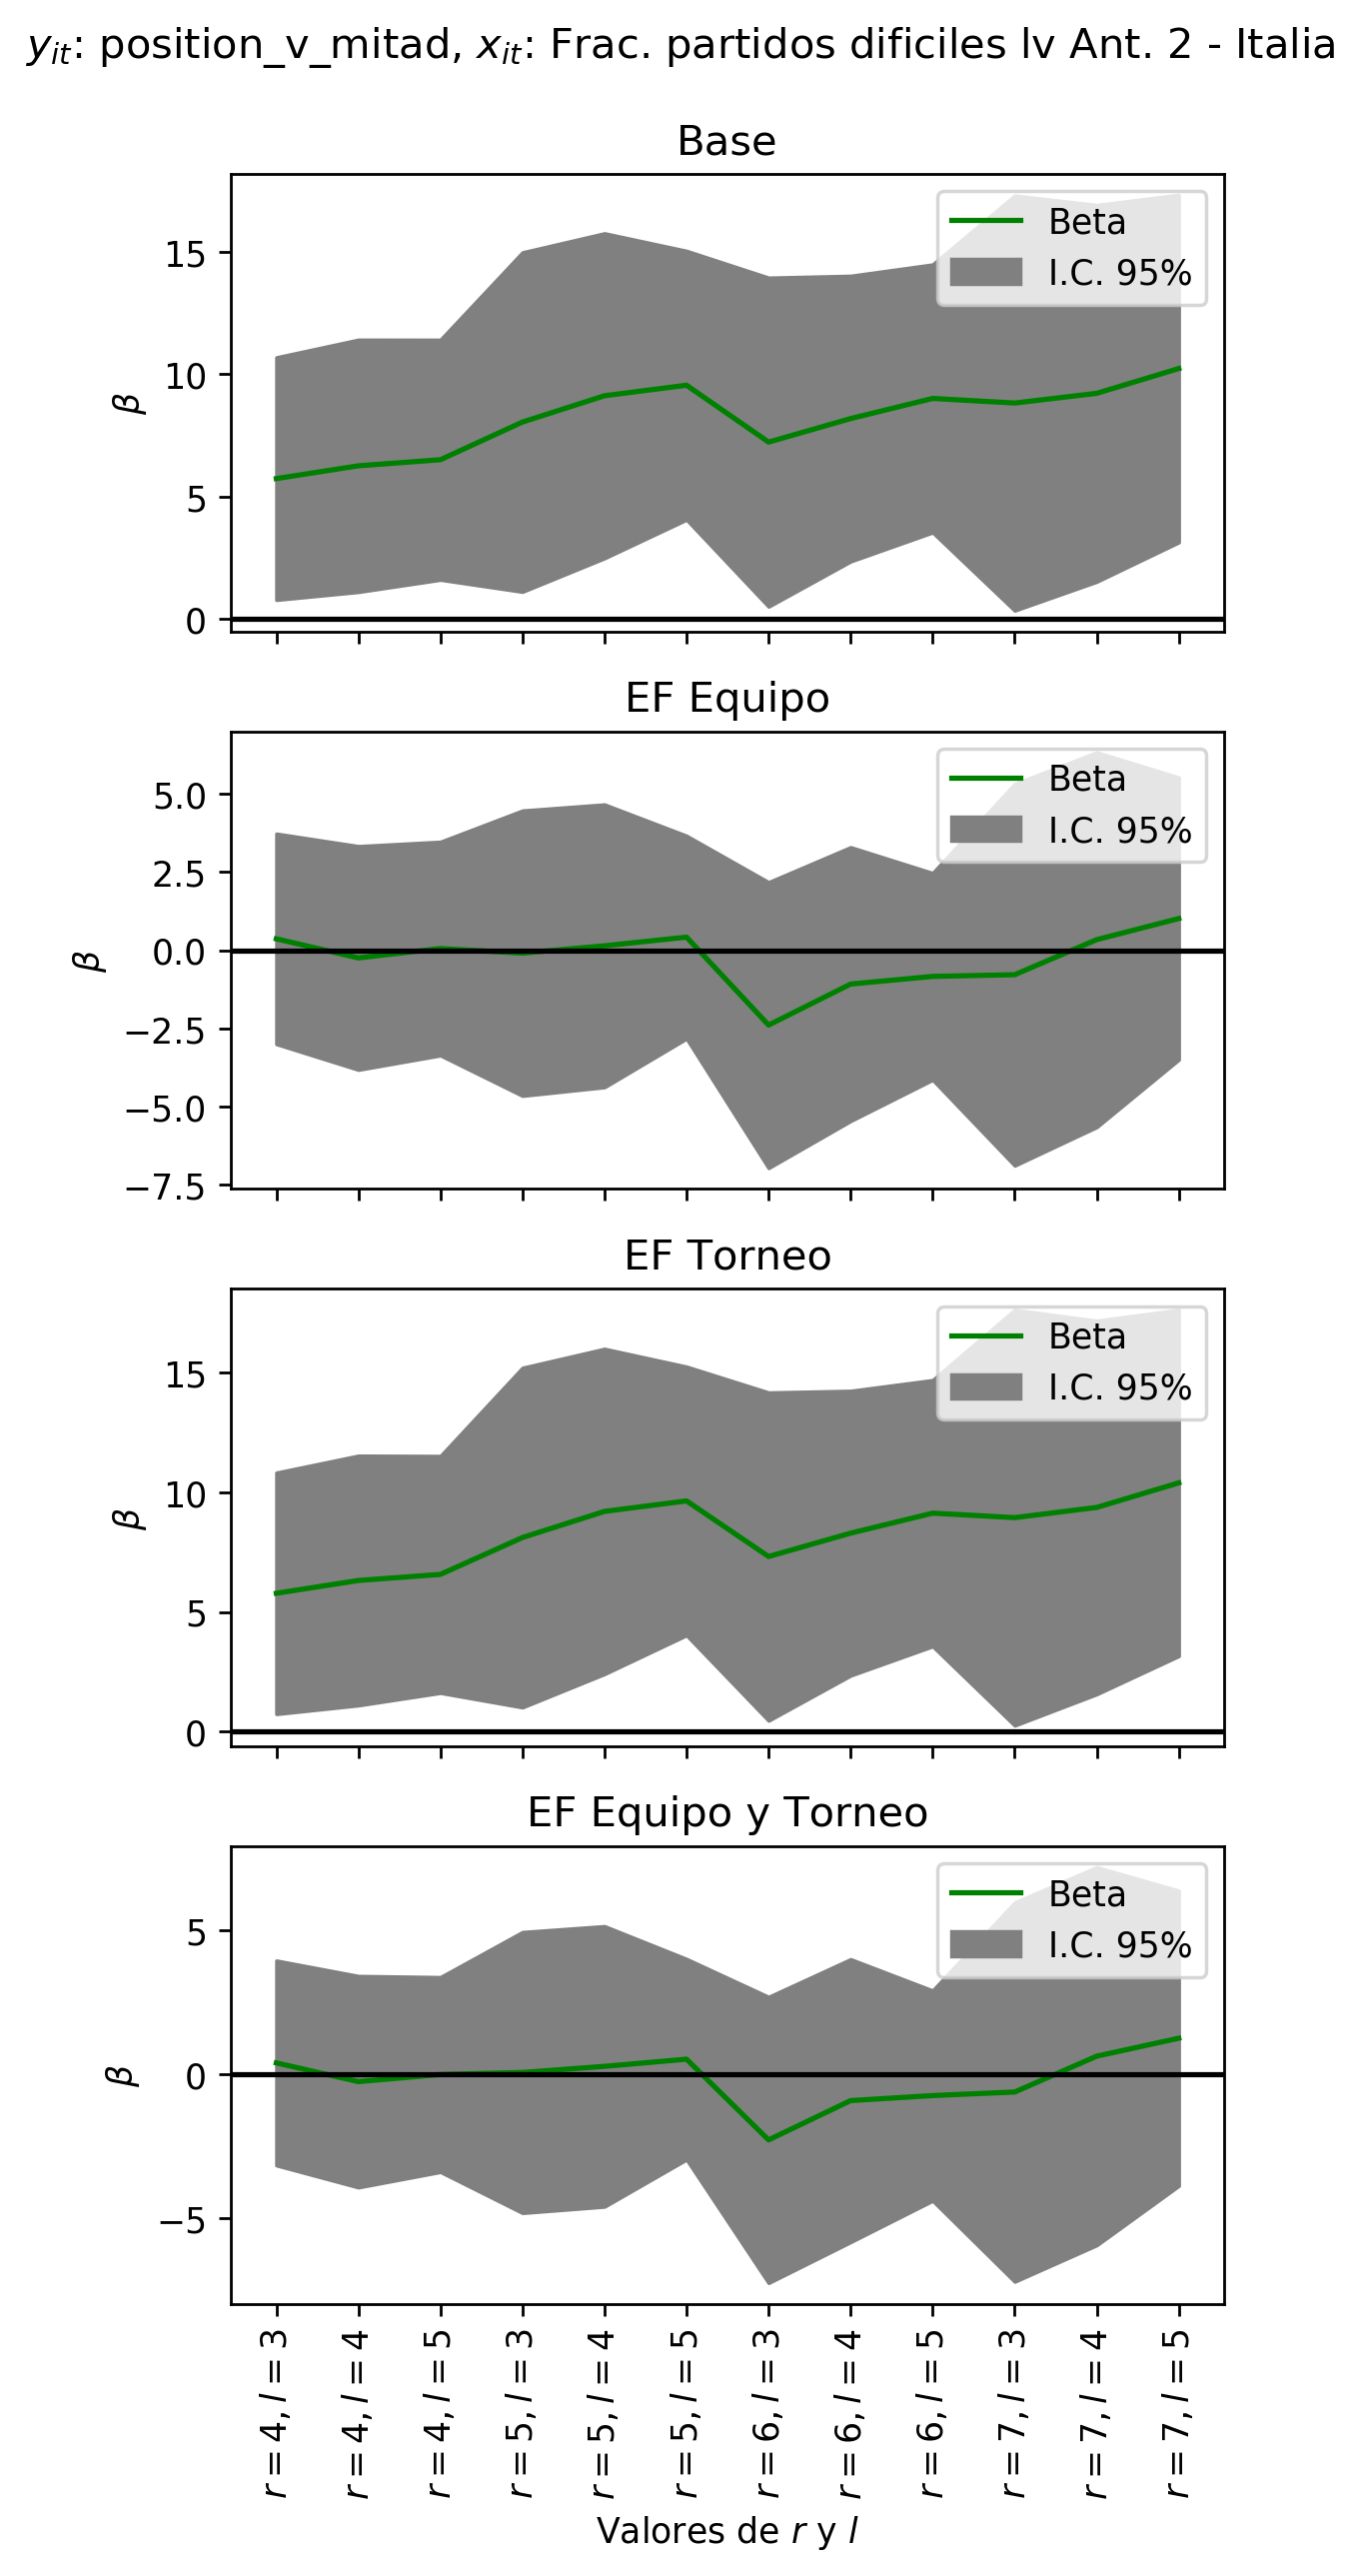 y_it: position_v_mitad, x_it: Frac. partidos dificiles lv Ant. 2 - Italia
Base
Beta
I.C. 95%
15
10
5
0
β
EF Equipo
Beta
I.C. 95%
5.0
2.5
0.0
−2.5
−5.0
−7.5
β
EF Torneo
Beta
I.C. 95%
15
10
5
0
β
EF Equipo y Torneo
Beta
I.C. 95%
5
0
−5
β
r = 4, l = 3
r = 4, l = 4
r = 4, l = 5
r = 5, l = 3
r = 5, l = 4
r = 5, l = 5
r = 6, l = 3
r = 6, l = 4
r = 6, l = 5
r = 7, l = 3
r = 7, l = 4
r = 7, l = 5
Valores de r y l